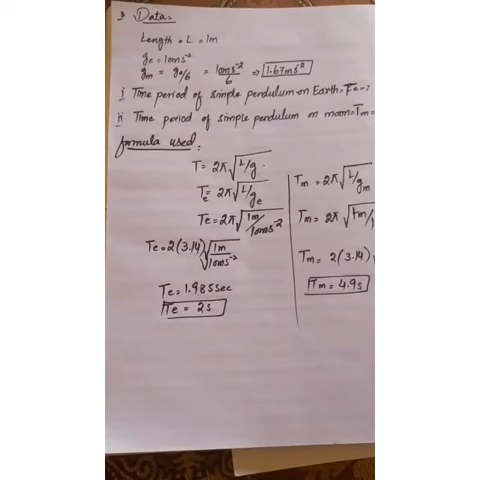 3 Data:
Length = L = 1m
ge = 10ms⁻²
gm = ge/6 = 10ms⁻²/6 ⇒ 1.67ms⁻²
i Time period of simple pendulum on Earth = Te = ?
ii Time period of simple pendulum on moon = Tm =
formula used:
T = 2π√L/g
Te = 2π√L/ge
Te = 2π√1m/10ms⁻²
Te = 2(3.14)√1m/10ms⁻²
Te = 1.985sec
Te = 2s
Tm = 2π√L/gm
Tm = 2π√1m/1
Tm = 2(3.14)√
Tm = 4.9s